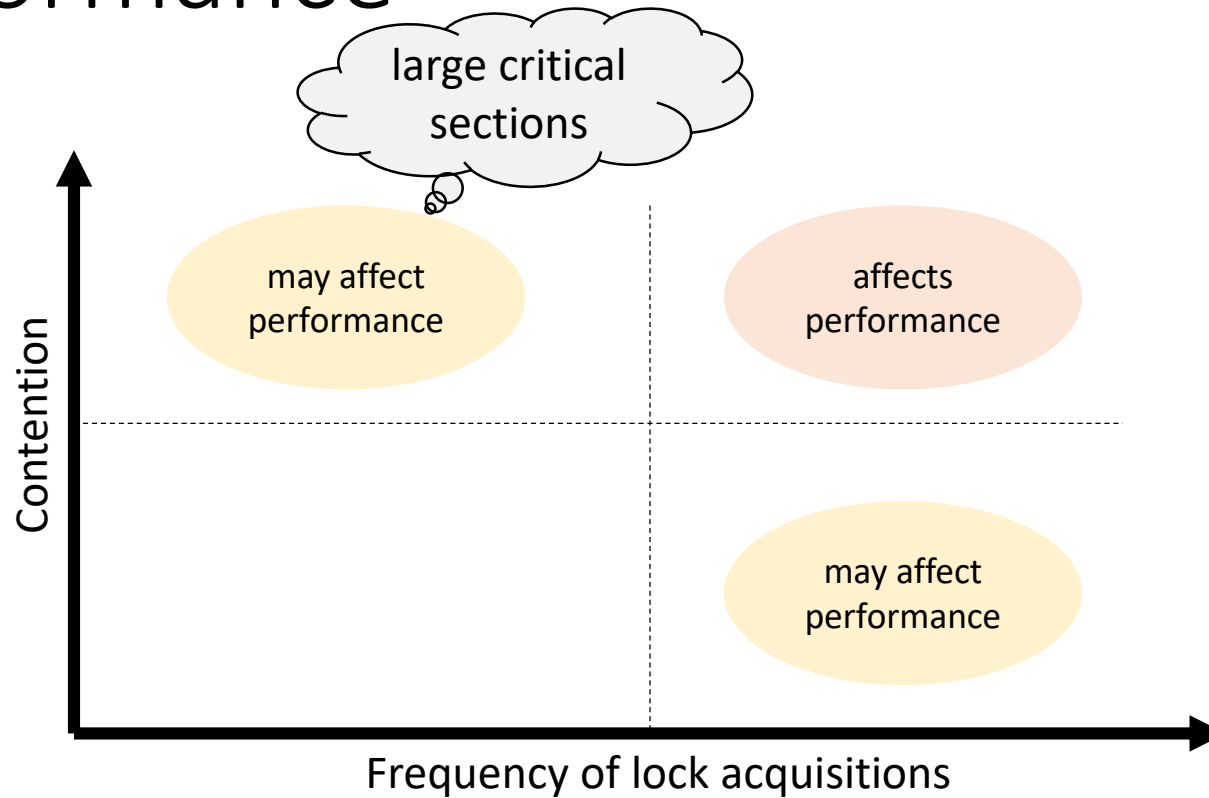 large critical
sections
may affect
performance
affects
performance
Contention
may affect
performance
Frequency of lock acquisitions